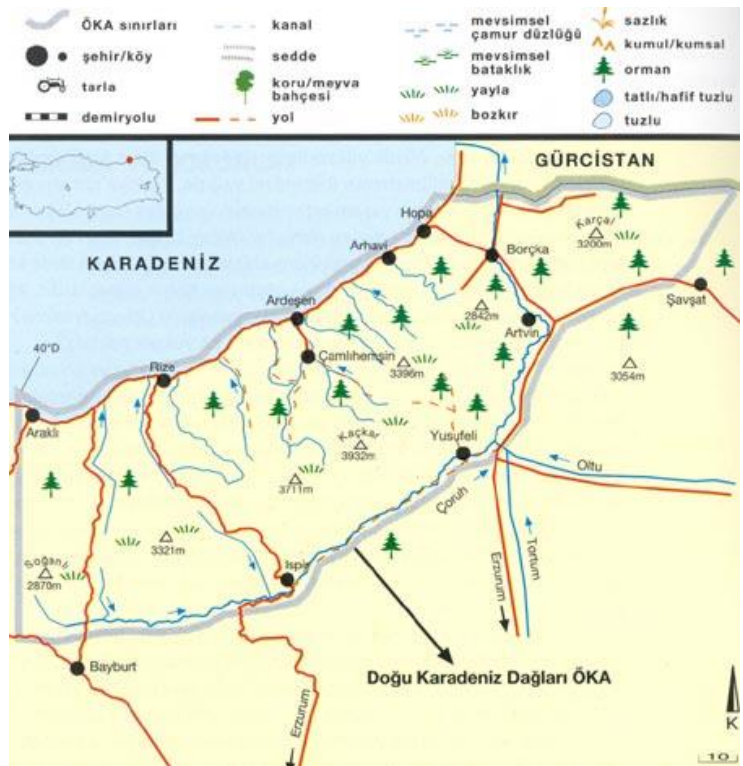 ÖKA sınırları
şehir/köy
tarla
demiryolu
kanal
sedde
koru/meyva
bahçesi
yol
mevsimsel
çamur düzlüğü
mevsimsel
bataklık
yayla
bozkır
sazlık
kumul/kumsal
orman
tatlı/hafif tuzlu
tuzlu
GÜRCİSTAN
KARADENİZ
Hopa
Karçal
3200m
Arhavi
Borçka
Şavşat
Ardeşen
2842m
Artvin
40°D
Çamlıhemşin
3396m
3054m
Rize
Araklı
Kaçkar
3932m
Yusufeli
3711m
Çoruh
Oltu
Tortum
Erzurum
3321m
Soğanlı
2870m
Ispir
Bayburt
Erzurum
Doğu Karadeniz Dağları ÖKA
K
10